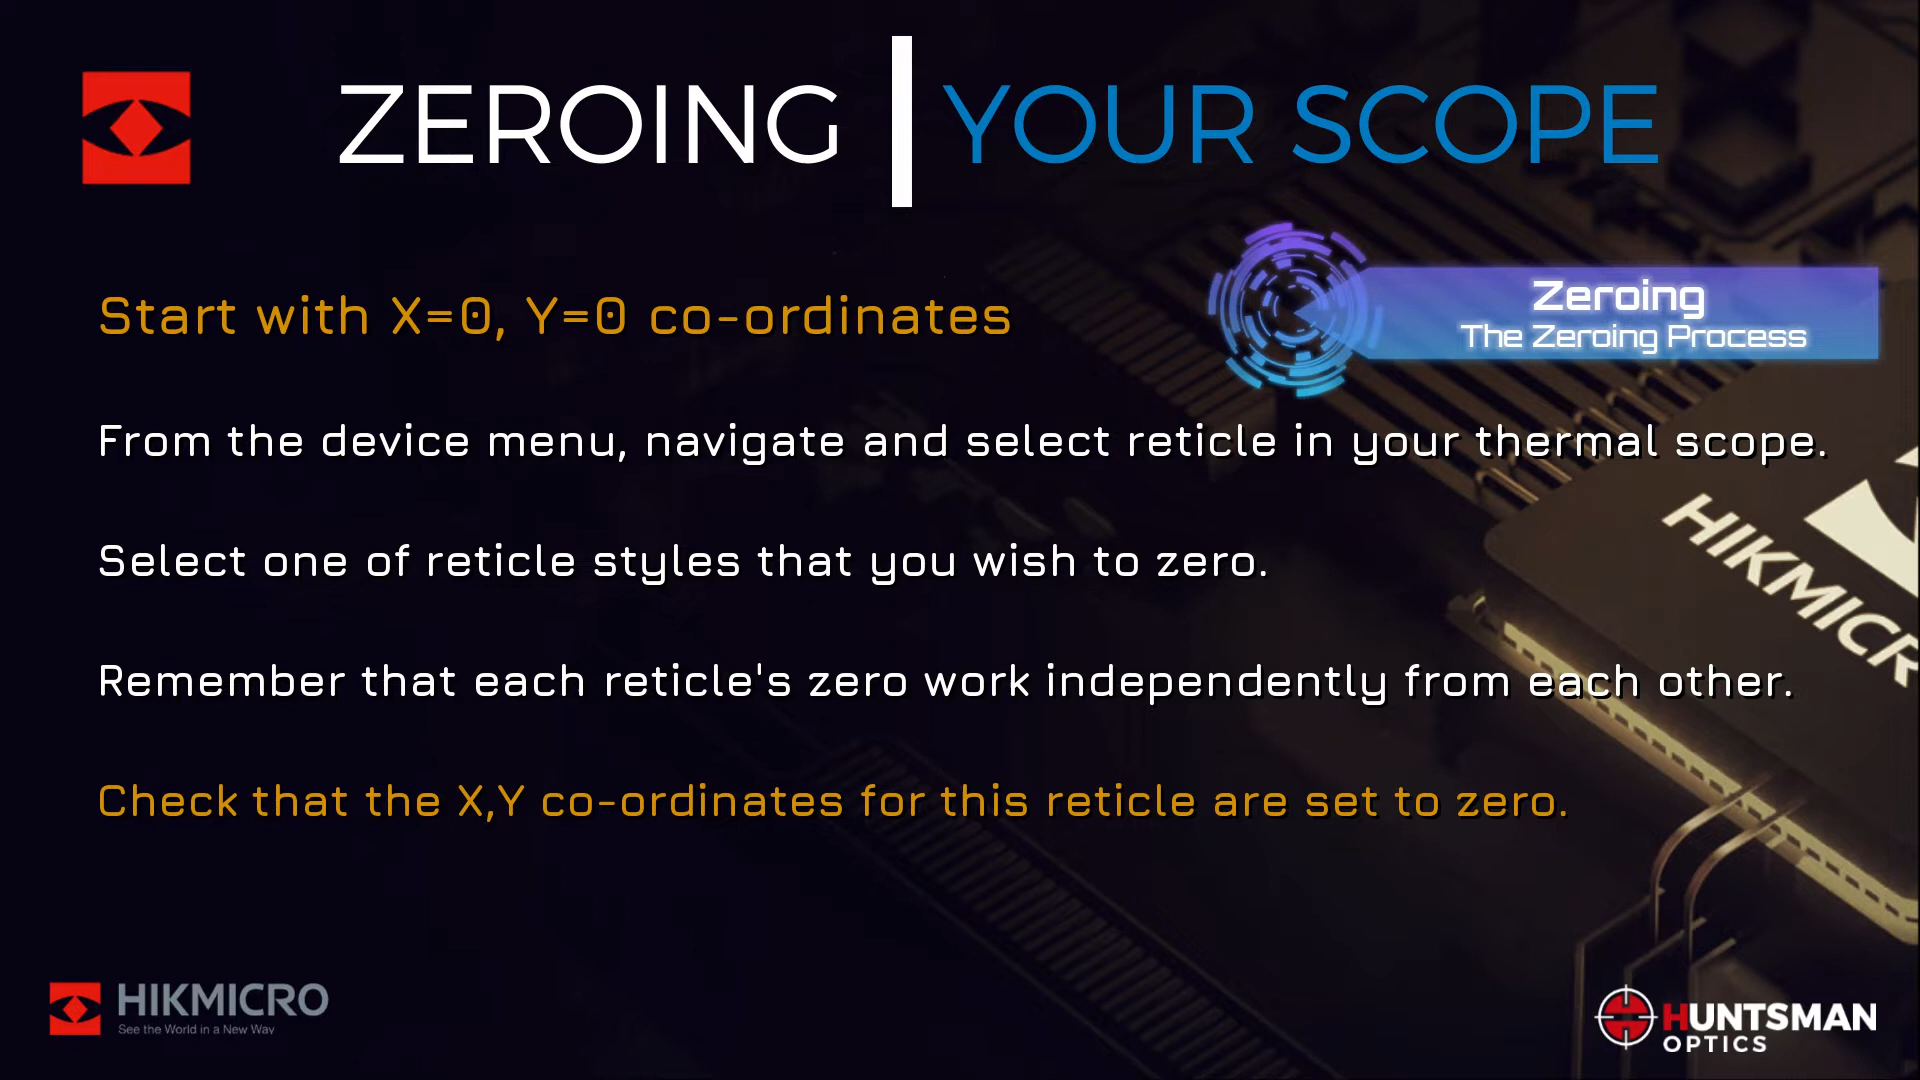 ZEROING | YOUR SCOPE
Zeroing
The Zeroing Process
Start with X=0, Y=0 co-ordinates
From the device menu, navigate and select reticle in your thermal scope.
Select one of reticle styles that you wish to zero.
Remember that each reticle's zero work independently from each other.
Check that the X,Y co-ordinates for this reticle are set to zero.
HIKMICR
HIKMICRO
See the World in a New Way
HUNTSMAN
OPTICS